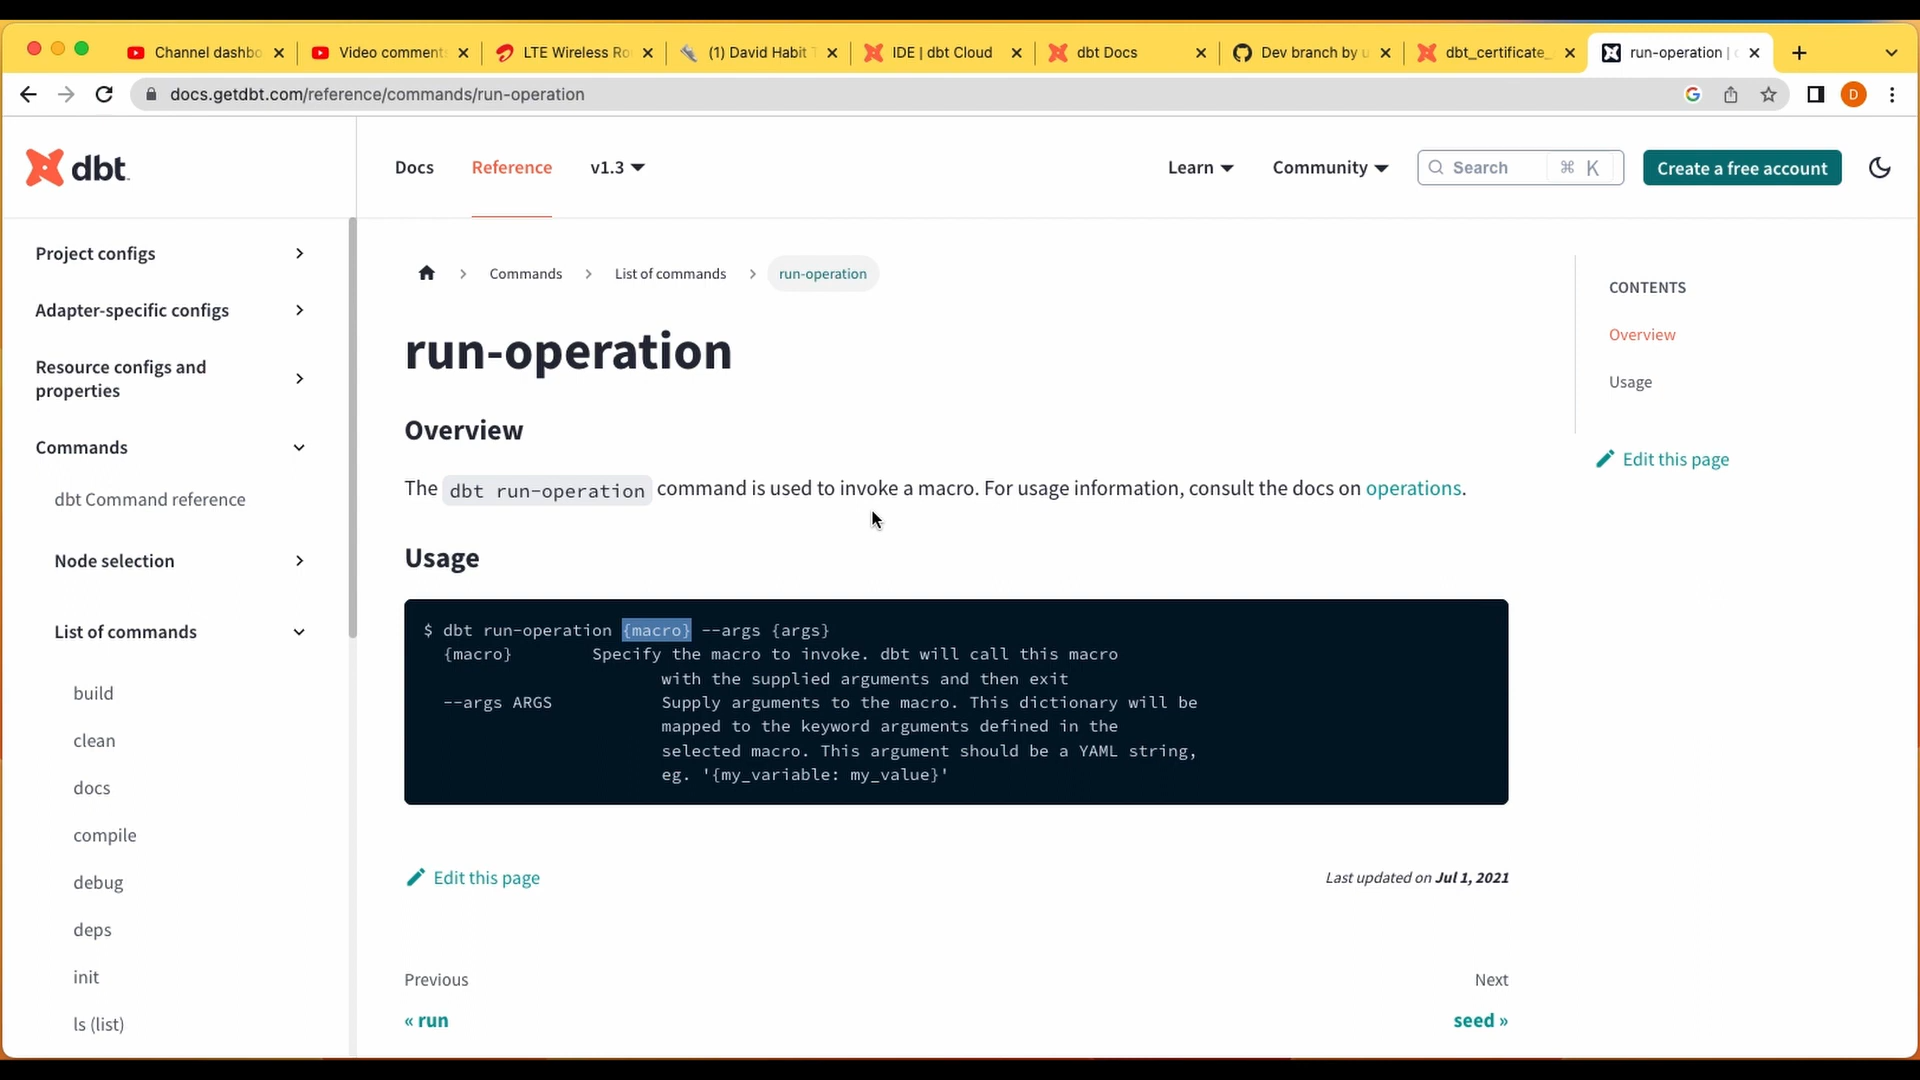 Channel dashbo
Video comment
LTE Wireless Ro
(1) David Habit T
IDE | dbt Cloud
dbt Docs
Dev branch by u
dbt_certificate_
run-operation |
docs.getdbt.com/reference/commands/run-operation
D
dbt
Docs
Reference
v1.3
Learn
Community
Search
⌘ K
Create a free account
Project configs
Adapter-specific configs
Resource configs and
properties
Commands
dbt Command reference
Node selection
List of commands
build
clean
docs
compile
debug
deps
init
ls (list)
Commands
List of commands
run-operation
run-operation
Overview
The dbt run-operation command is used to invoke a macro. For usage information, consult the docs on operations.
Usage
$ dbt run-operation {macro} --args {args}
{macro} Specify the macro to invoke. dbt will call this macro
with the supplied arguments and then exit
--args ARGS Supply arguments to the macro. This dictionary will be
mapped to the keyword arguments defined in the
selected macro. This argument should be a YAML string,
eg. '{my_variable: my_value}'
Edit this page
Last updated on Jul 1, 2021
Previous
« run
Next
seed »
CONTENTS
Overview
Usage
Edit this page